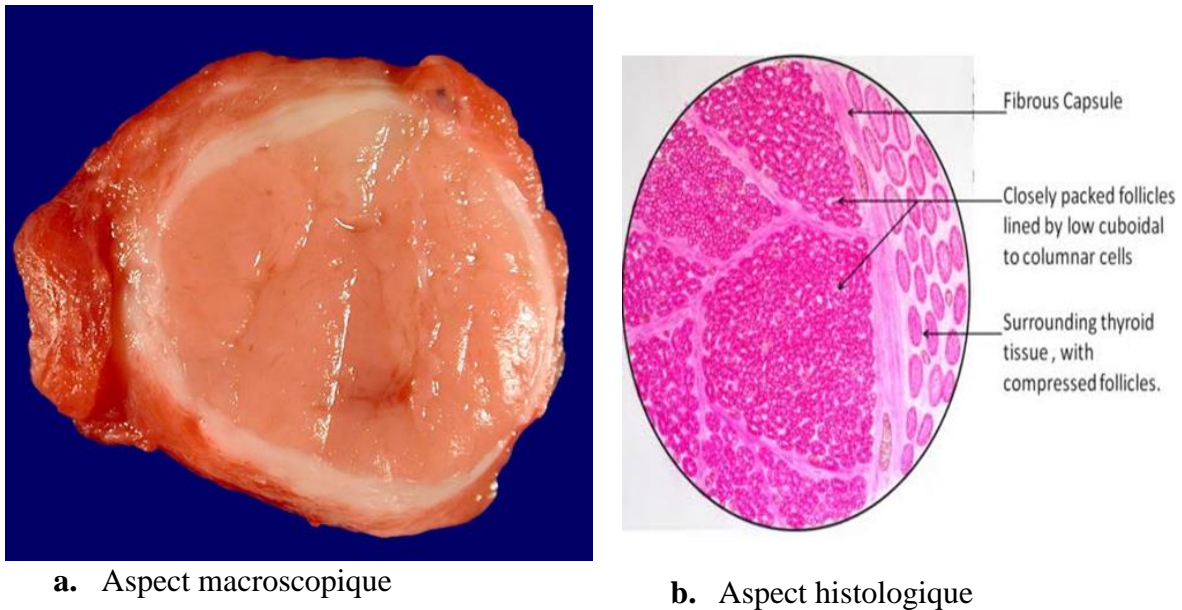 Fibrous Capsule
Closely packed follicles
lined by low cuboidal
to columnar cells
Surrounding thyroid
tissue , with
compressed follicles.
a. Aspect macroscopique
b. Aspect histologique